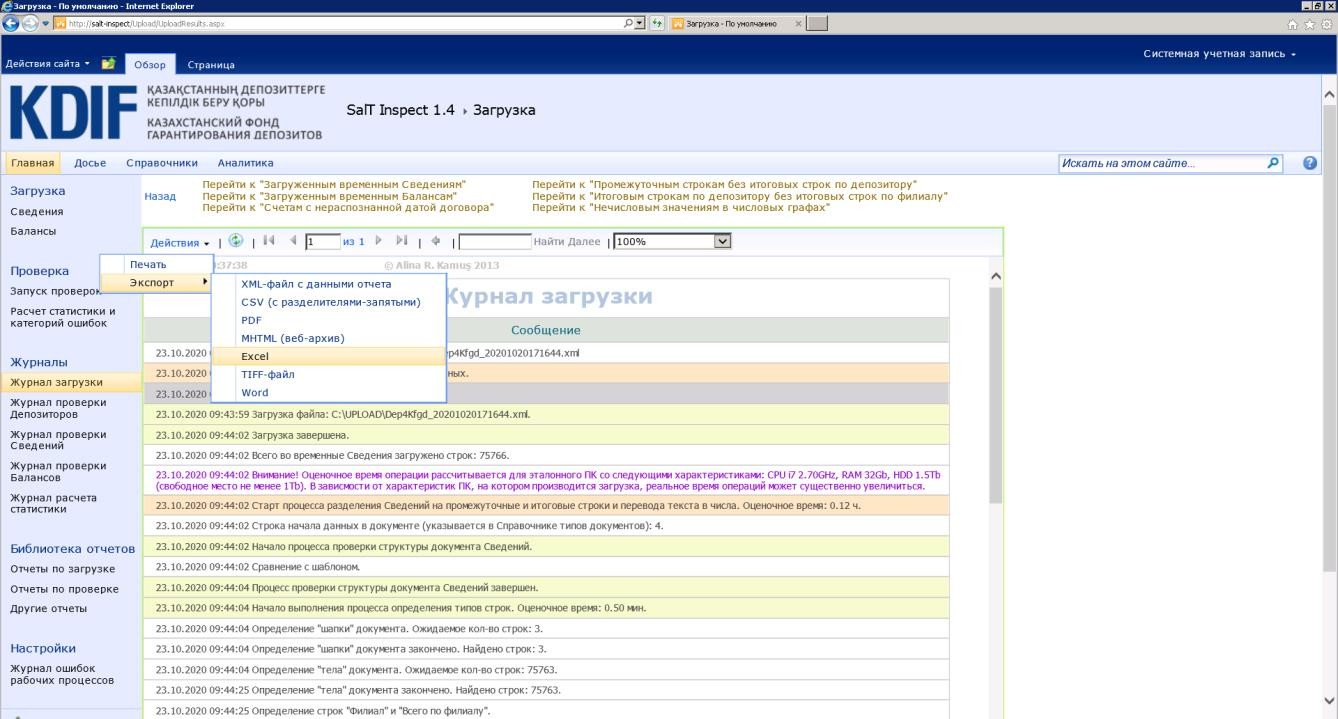 Загрузка - По умолчанию - Internet Explorer
http://salt-inspect/Upload/UploadResults.aspx
Загрузка - По умолчанию
Действия сайта
Обзор
Страница
Системная учетная запись
KDIF
ҚАЗАҚСТАННЫҢ ДЕПОЗИТТЕРГЕ
КЕПІЛДІК БЕРУ ҚОРЫ
КАЗАХСТАНСКИЙ ФОНД
ГАРАНТИРОВАНИЯ ДЕПОЗИТОВ
SalT Inspect 1.4 › Загрузка
Главная Досье Справочники Аналитика
Искать на этом сайте...
Загрузка
Сведения
Балансы
Проверка
Запуск проверок
Расчет статистики и
категорий ошибок
Журналы
Журнал загрузки
Журнал проверки
Депозиторов
Журнал проверки
Сведений
Журнал проверки
Балансов
Журнал расчета
статистики
Библиотека отчетов
Отчеты по загрузке
Отчеты по проверке
Другие отчеты
Настройки
Журнал ошибок
рабочих процессов
Назад
Перейти к "Загруженным временным Сведениям"
Перейти к "Загруженным временным Балансам"
Перейти к "Счетам с нераспознанной датой договора"
Перейти к "Промежуточным строкам без итоговых строк по депозитору"
Перейти к "Итоговым строкам по депозитору без итоговых строк по филиалу"
Перейти к "Нечисловым значениям в числовых графах"
Действия | | 1 из 1 | | Найти Далее | 100%
Печать
Экспорт
XML-файл с данными отчета
CSV (с разделителями-запятыми)
PDF
MHTML (веб-архив)
Excel
TIFF-файл
Word
:37:38 © Alina R. Kamuş 2013
Журнал загрузки
Сообщение
23.10.2020 Dep4Kfgd_20201020171644.xml
23.10.2020 ных.
23.10.2020
23.10.2020 09:43:59 Загрузка файла: C:\UPLOAD\Dep4Kfgd_20201020171644.xml.
23.10.2020 09:44:02 Загрузка завершена.
23.10.2020 09:44:02 Всего во временные Сведения загружено строк: 75766.
23.10.2020 09:44:02 Внимание! Оценочное время операции рассчитывается для эталонного ПК со следующими характеристиками: CPU i7 2.70GHz, RAM 32Gb, HDD 1.5Tb
(свободное место не менее 1Tb). В зависмости от характеристик ПК, на котором производится загрузка, реальное время операций может существенно увеличиться.
23.10.2020 09:44:02 Старт процесса разделения Сведений на промежуточные и итоговые строки и перевода текста в числа. Оценочное время: 0.12 ч.
23.10.2020 09:44:02 Строка начала данных в документе (указывается в Справочнике типов документов): 4.
23.10.2020 09:44:02 Начало процесса проверки структуры документа Сведений.
23.10.2020 09:44:02 Сравнение с шаблоном.
23.10.2020 09:44:04 Процесс проверки структуры документа Сведений завершен.
23.10.2020 09:44:04 Начало выполнения процесса определения типов строк. Оценочное время: 0.50 мин.
23.10.2020 09:44:04 Определение "шапки" документа. Ожидаемое кол-во строк: 3.
23.10.2020 09:44:04 Определение "шапки" документа закончено. Найдено строк: 3.
23.10.2020 09:44:04 Определение "тела" документа. Ожидаемое кол-во строк: 75763.
23.10.2020 09:44:25 Определение "тела" документа закончено. Найдено строк: 75763.
23.10.2020 09:44:25 Определение строк "Филиал" и "Всего по филиалу".